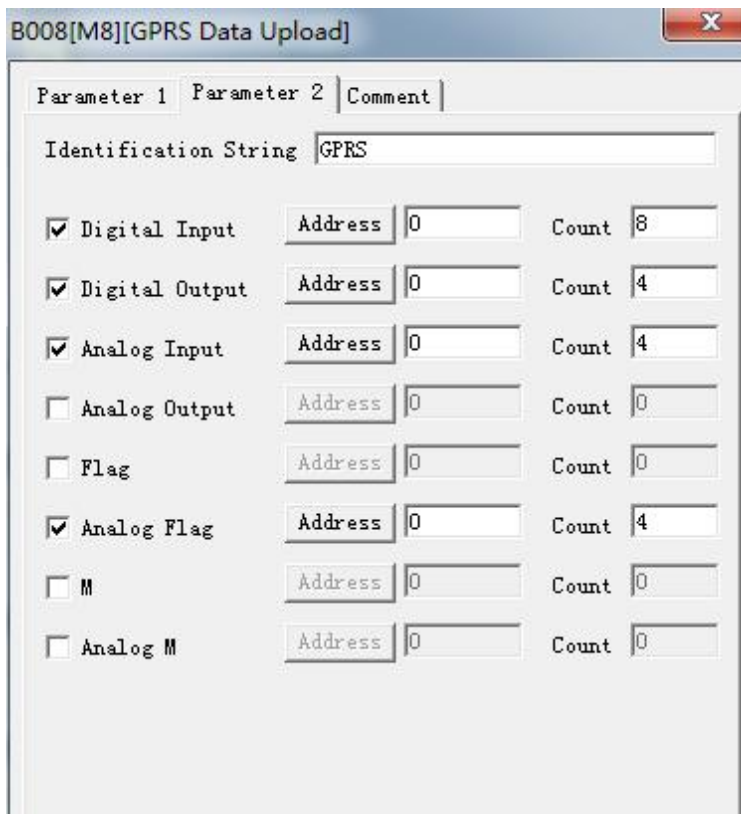 B008[M8][GPRS Data Upload]
Parameter 1 Parameter 2 Comment
Identification String GPRS
Digital Input Address 0 Count 8
Digital Output Address 0 Count 4
Analog Input Address 0 Count 4
Analog Output Address 0 Count 0
Flag Address 0 Count 0
Analog Flag Address 0 Count 4
M Address 0 Count 0
Analog M Address 0 Count 0